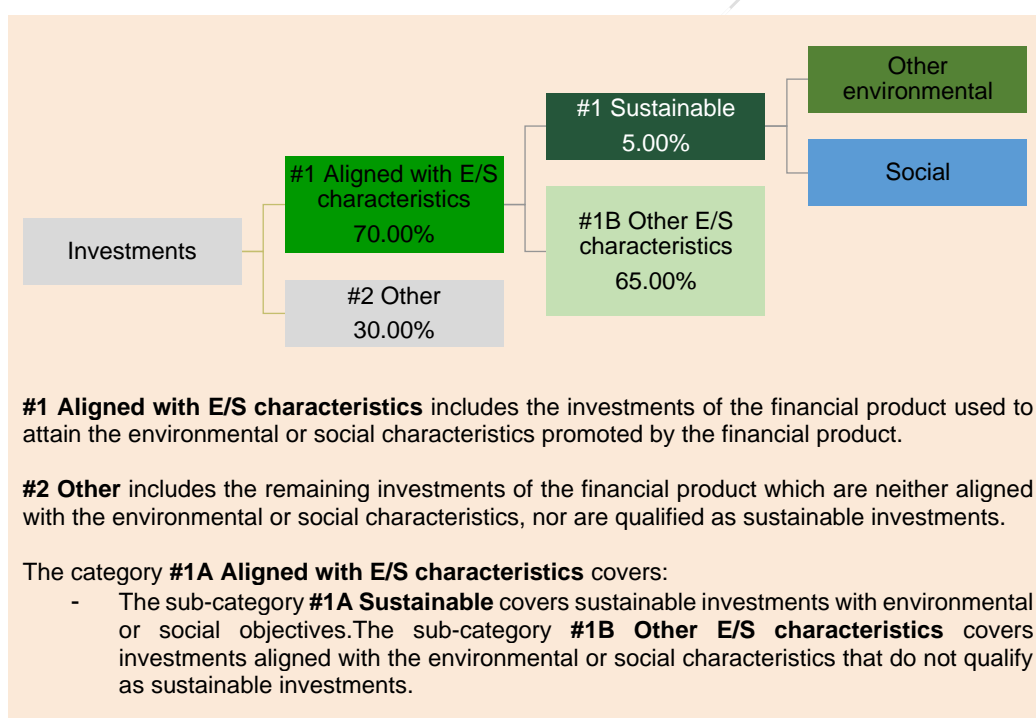 Other
environmental
#1 Sustainable
5.00%
Social
#1 Aligned with E/S
characteristics
70.00%
#1B Other E/S
characteristics
65.00%
Investments
#2 Other
30.00%
#1 Aligned with E/S characteristics includes the investments of the financial product used to
attain the environmental or social characteristics promoted by the financial product.
#2 Other includes the remaining investments of the financial product which are neither aligned
with the environmental or social characteristics, nor are qualified as sustainable investments.
The category #1A Aligned with E/S characteristics covers:
- The sub-category #1A Sustainable covers sustainable investments with environmental
or social objectives.The sub-category #1B Other E/S characteristics covers
investments aligned with the environmental or social characteristics that do not qualify
as sustainable investments.